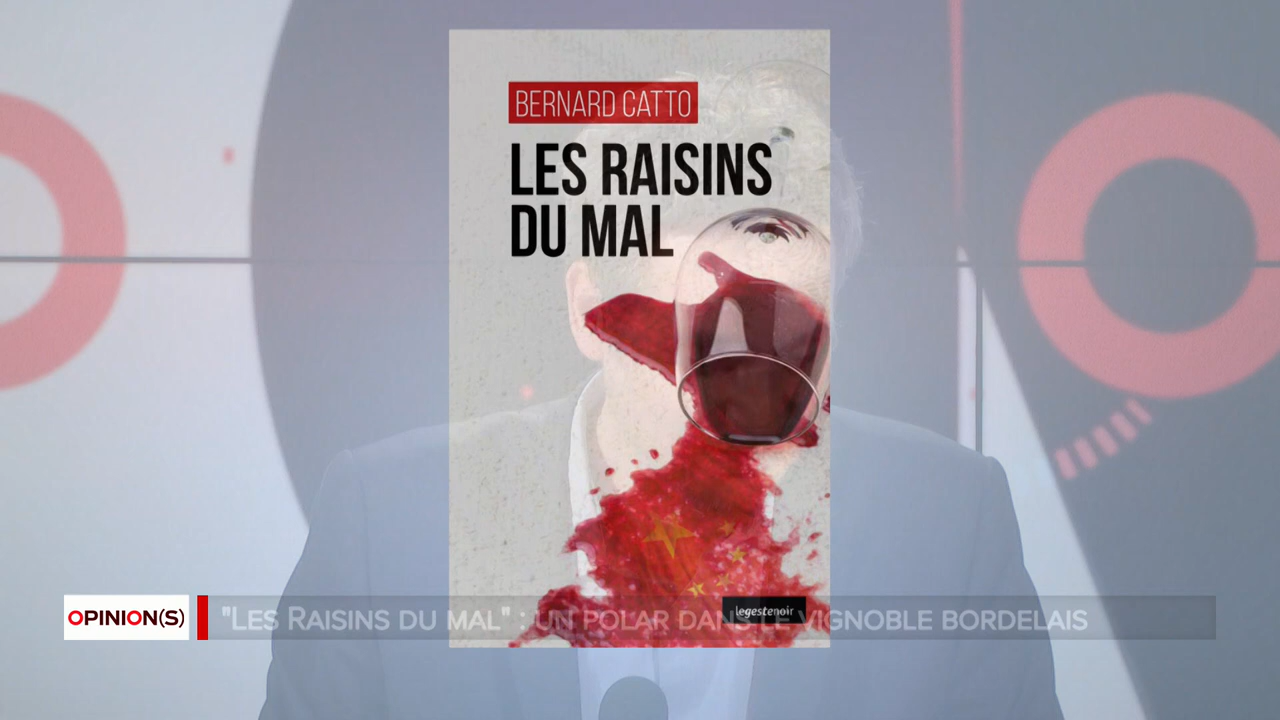 BERNARD CATTO
LES RAISINS
DU MAL
legestenoir
OPINION(S)
"LES RAISINS DU MAL" : UN POLAR DANS LE VIGNOBLE BORDELAIS